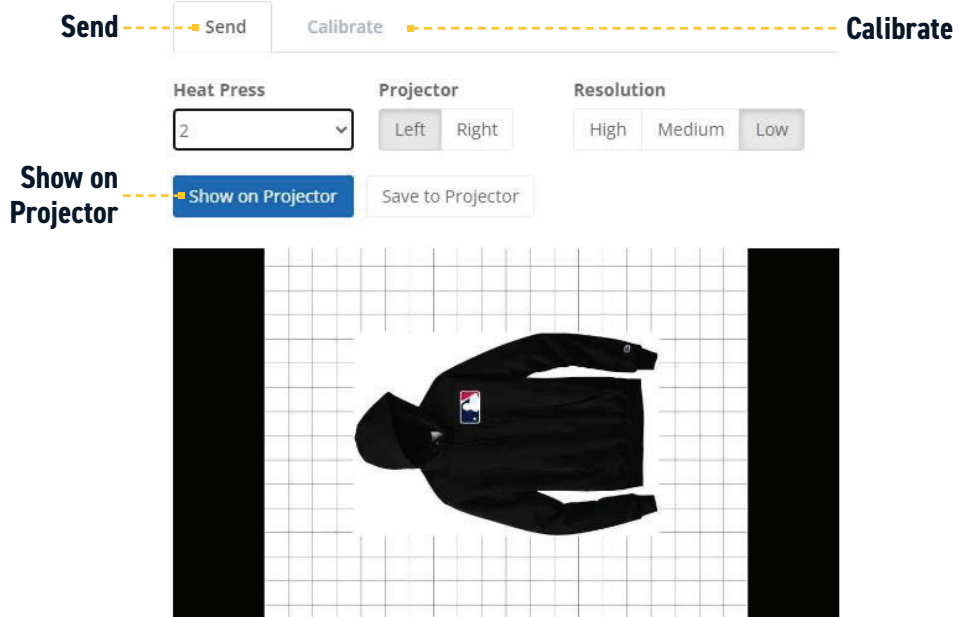 Send
Send
Calibrate
Calibrate
Heat Press
Projector
Resolution
2
Left
Right
High
Medium
Low
Show on
Projector
Show on Projector
Save to Projector